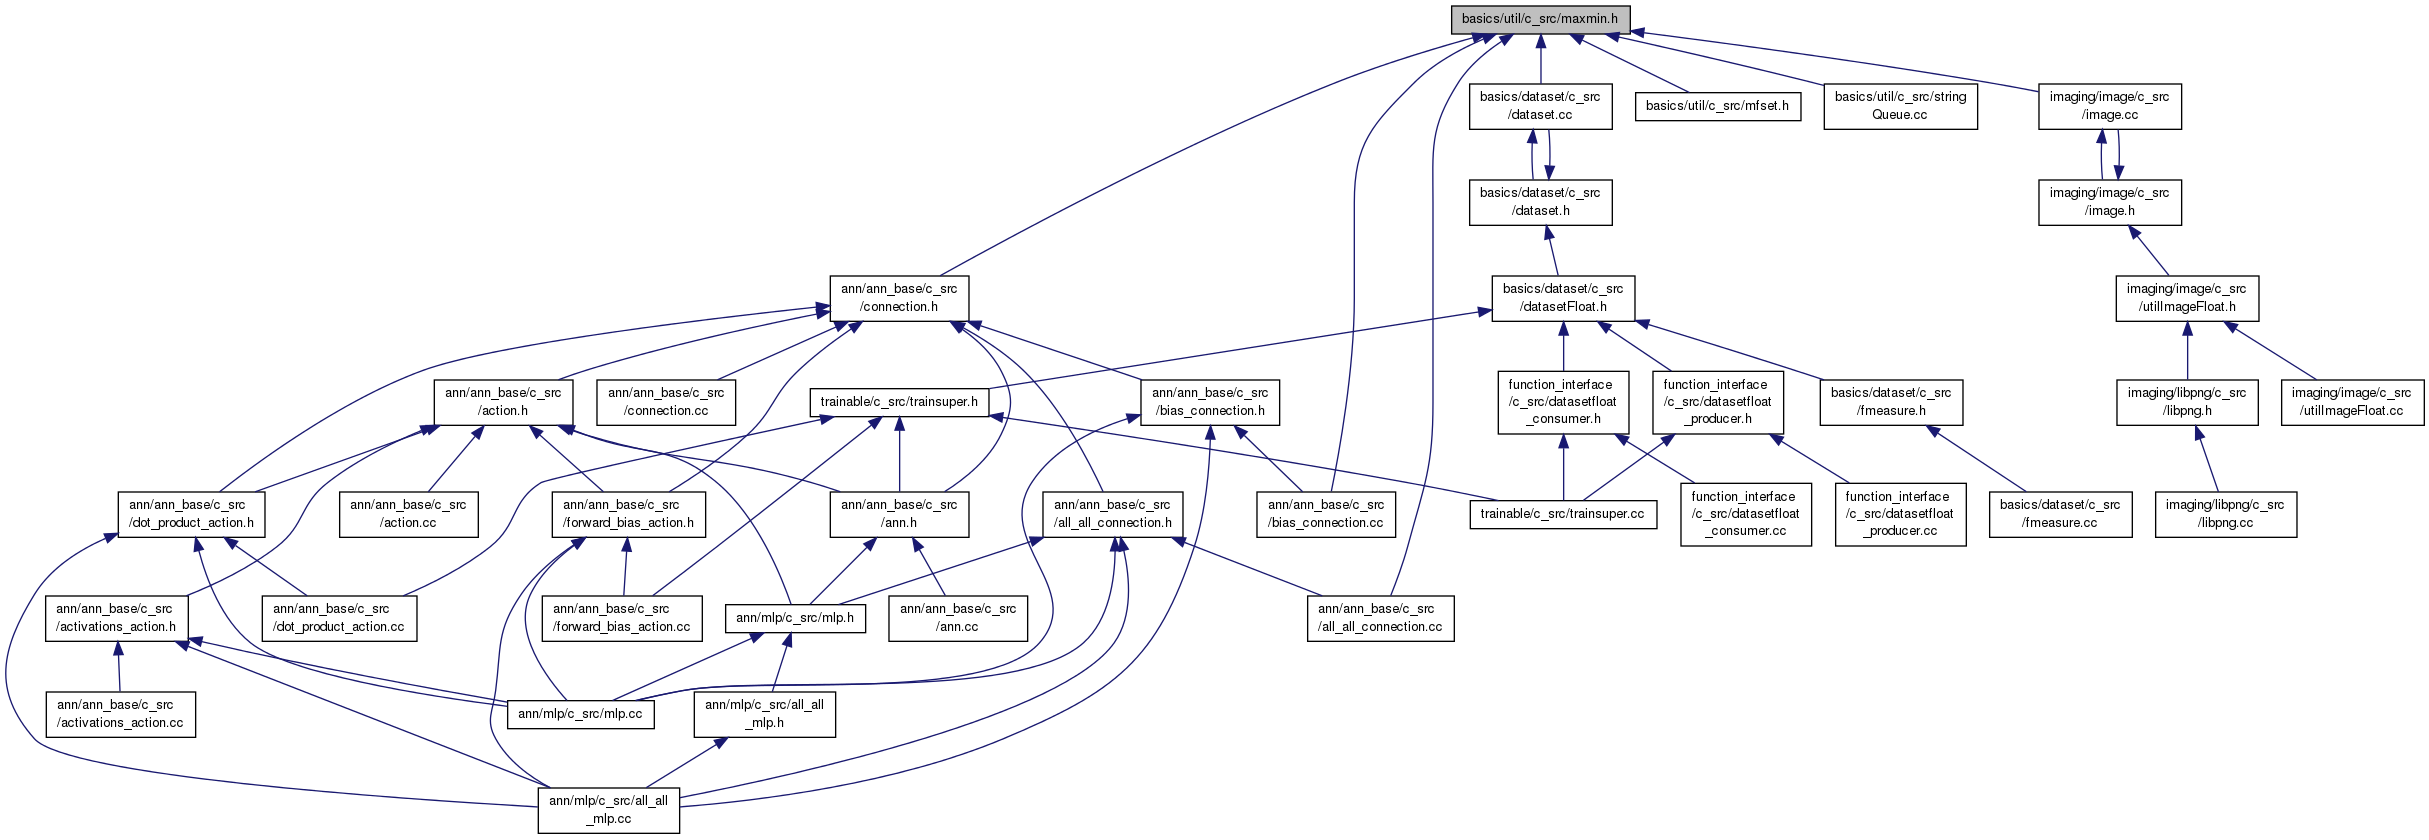 basics/util/c_src/maxmin.h
basics/dataset/c_src
/dataset.cc
basics/util/c_src/mfset.h
basics/util/c_src/string
Queue.cc
imaging/image/c_src
/image.cc
basics/dataset/c_src
/dataset.h
imaging/image/c_src
/image.h
ann/ann_base/c_src
/connection.h
basics/dataset/c_src
/datasetFloat.h
imaging/image/c_src
/utilImageFloat.h
ann/ann_base/c_src
/action.h
ann/ann_base/c_src
/connection.cc
trainable/c_src/trainsuper.h
ann/ann_base/c_src
/bias_connection.h
function_interface
/c_src/datasetfloat
_consumer.h
function_interface
/c_src/datasetfloat
_producer.h
basics/dataset/c_src
/fmeasure.h
imaging/libpng/c_src
/libpng.h
imaging/image/c_src
/utilImageFloat.cc
ann/ann_base/c_src
/dot_product_action.h
ann/ann_base/c_src
/action.cc
ann/ann_base/c_src
/forward_bias_action.h
ann/ann_base/c_src
/ann.h
ann/ann_base/c_src
/all_all_connection.h
ann/ann_base/c_src
/bias_connection.cc
trainable/c_src/trainsuper.cc
function_interface
/c_src/datasetfloat
_consumer.cc
function_interface
/c_src/datasetfloat
_producer.cc
basics/dataset/c_src
/fmeasure.cc
imaging/libpng/c_src
/libpng.cc
ann/ann_base/c_src
/activations_action.h
ann/ann_base/c_src
/dot_product_action.cc
ann/ann_base/c_src
/forward_bias_action.cc
ann/mlp/c_src/mlp.h
ann/ann_base/c_src
/ann.cc
ann/ann_base/c_src
/all_all_connection.cc
ann/ann_base/c_src
/activations_action.cc
ann/mlp/c_src/mlp.cc
ann/mlp/c_src/all_all
_mlp.h
ann/mlp/c_src/all_all
_mlp.cc